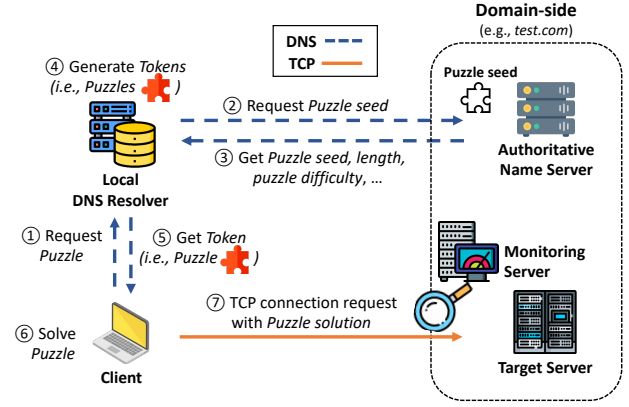 Domain-side
(e.g., test.com)
DNS
TCP
④ Generate Tokens
(i.e., Puzzles )
② Request Puzzle seed
Puzzle seed
③ Get Puzzle seed, length,
puzzle difficulty, …
Authoritative
Name Server
Local
DNS Resolver
① Request
Puzzle
⑤ Get Token
(i.e., Puzzle )
Monitoring
Server
⑦ TCP connection request
with Puzzle solution
⑥ Solve
Puzzle
Client
Target Server